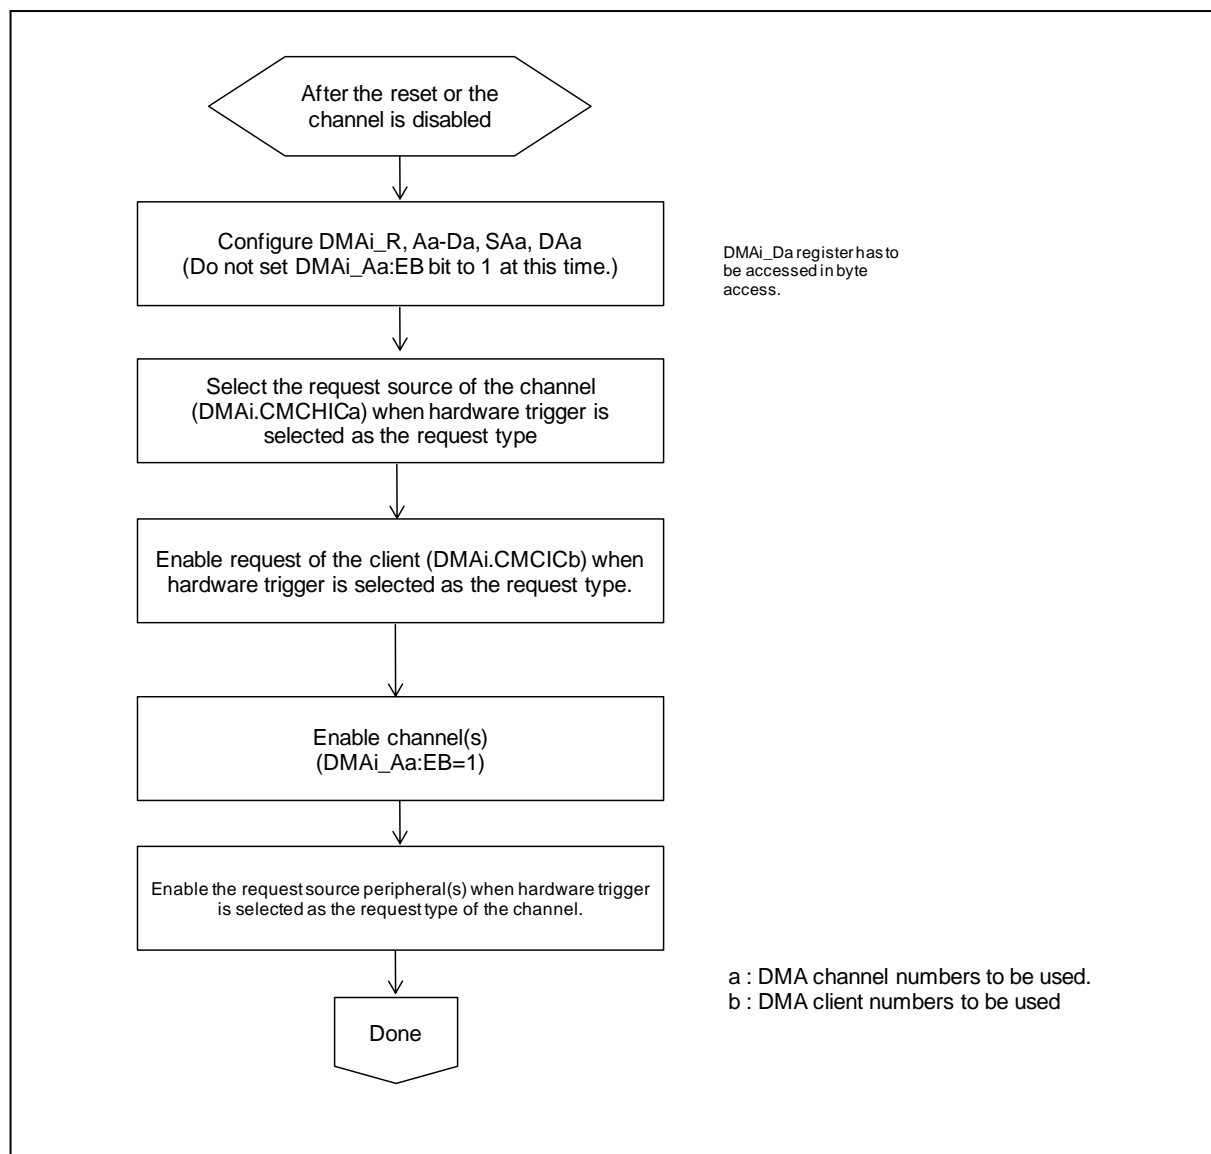 After the reset or the
channel is disabled
Configure DMAi_R, Aa-Da, SAa, DAa
(Do not set DMAi_Aa:EB bit to 1 at this time.)
DMAi_Da register has to
be accessed in byte
access.
Select the request source of the channel
(DMAi.CMCHICa) when hardware trigger is
selected as the request type
Enable request of the client (DMAi.CMCICb) when
hardware trigger is selected as the request type.
Enable channel(s)
(DMAi_Aa:EB=1)
Enable the request source peripheral(s) when hardware trigger
is selected as the request type of the channel.
a : DMA channel numbers to be used.
b : DMA client numbers to be used
Done